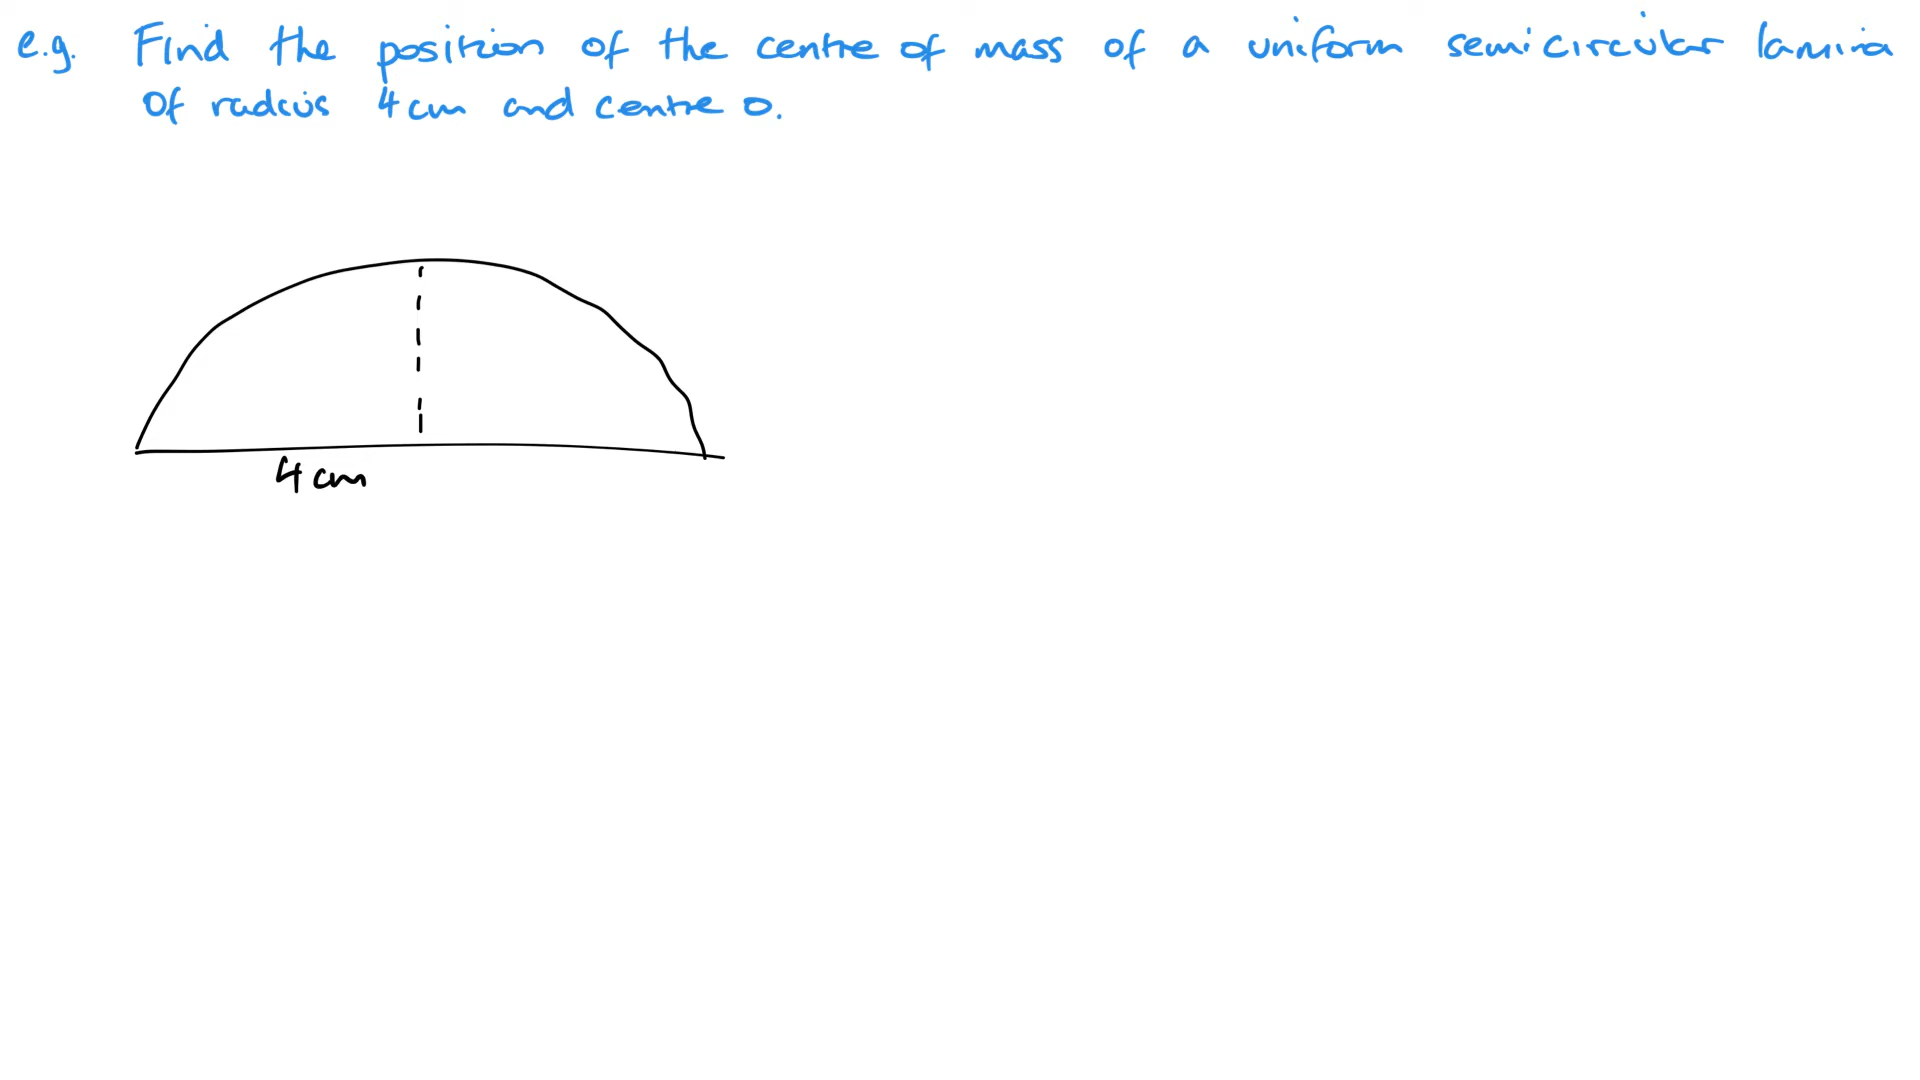 e.g. Find the position of the centre of mass of a uniform semicircular lamina
of radius 4cm and centre O.
4cm